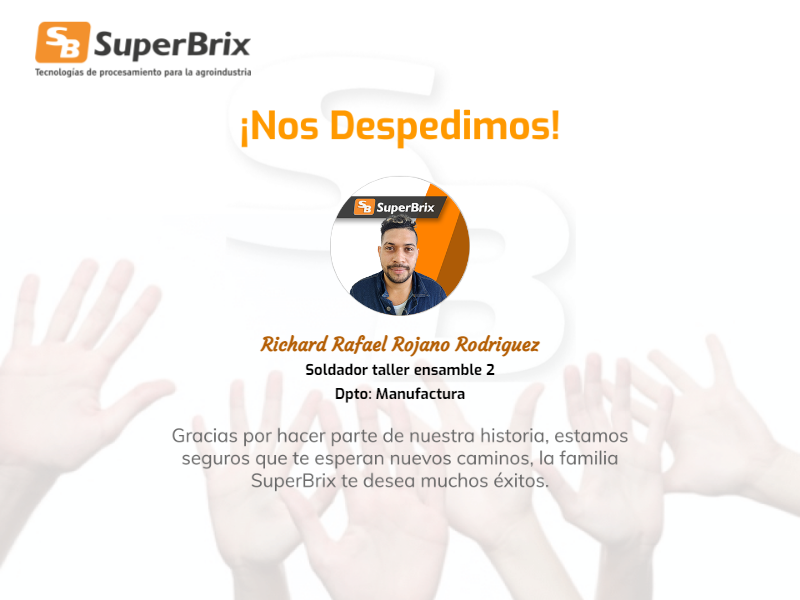 SB SuperBrix
Tecnologías de procesamiento para la agroindustria
¡Nos Despedimos!
SB SuperBrix
Richard Rafael Rojano Rodriguez
Soldador taller ensamble 2
Dpto: Manufactura
Gracias por hacer parte de nuestra historia, estamos
seguros que te esperan nuevos caminos, la familia
SuperBrix te desea muchos éxitos.